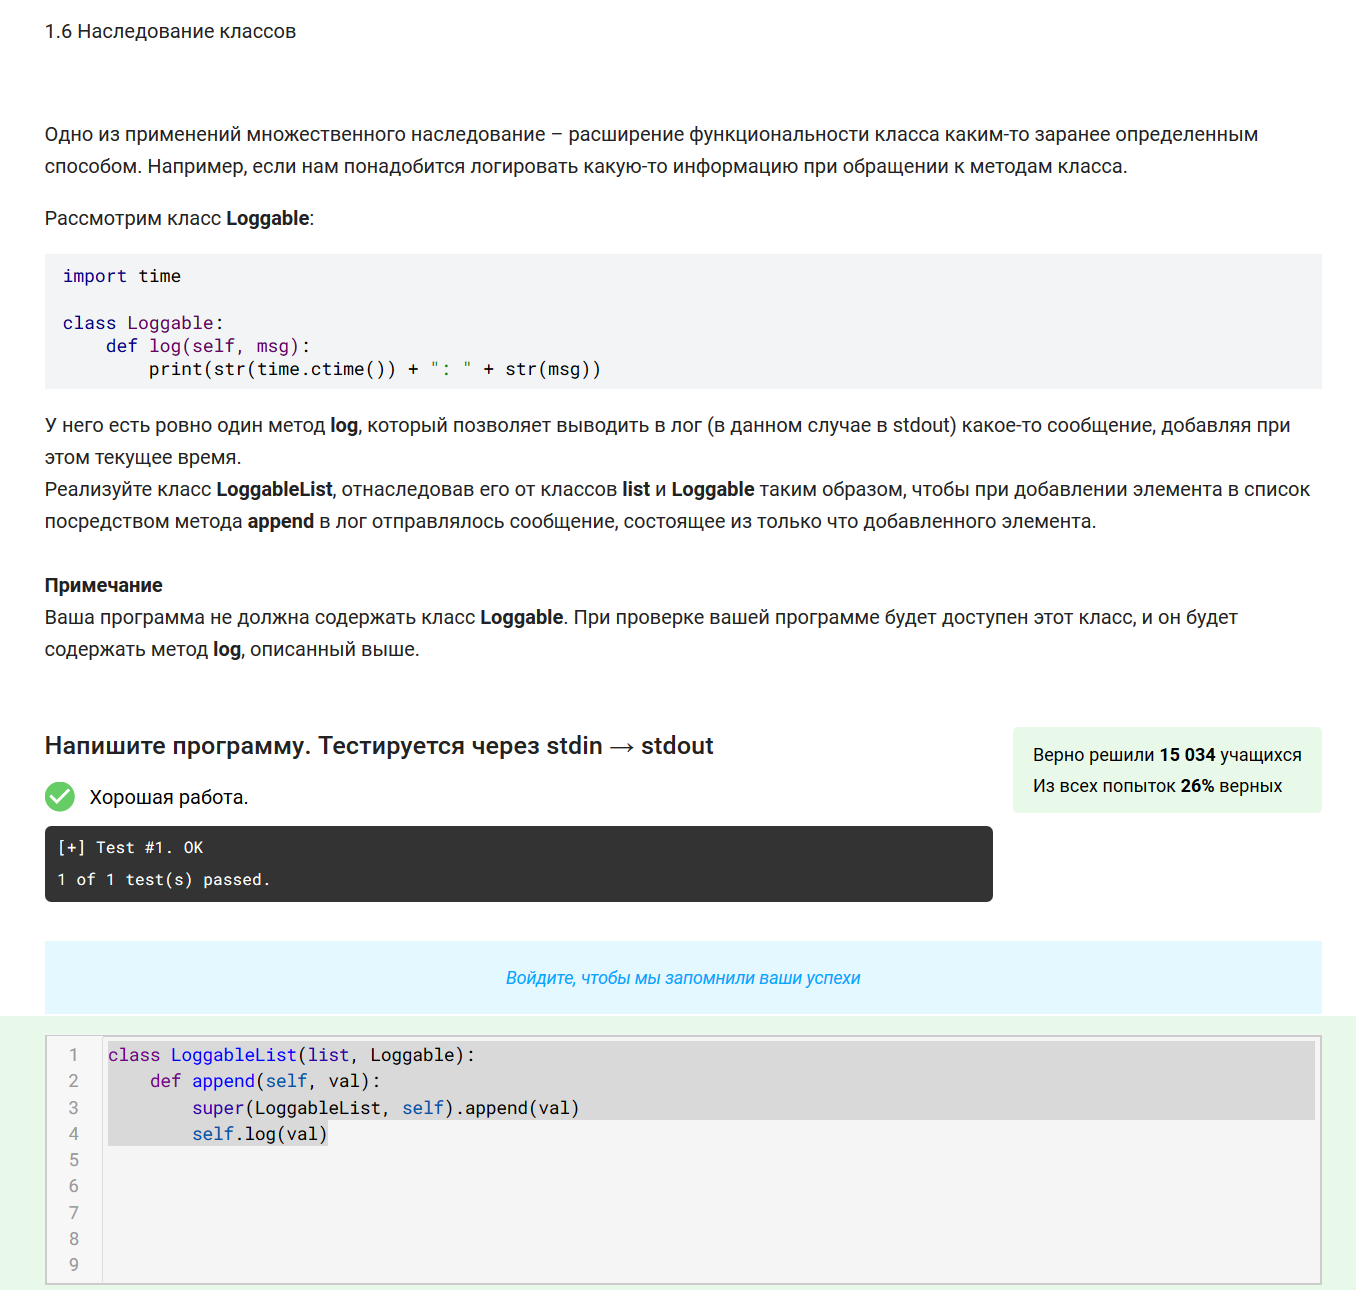 1.6 Наследование классов
Одно из применений множественного наследование – расширение функциональности класса каким-то заранее определенным
способом. Например, если нам понадобится логировать какую-то информацию при обращении к методам класса.
Рассмотрим класс Loggable:
import time
class Loggable:
    def log(self, msg):
        print(str(time.ctime()) + ": " + str(msg))
У него есть ровно один метод log, который позволяет выводить в лог (в данном случае в stdout) какое-то сообщение, добавляя при
этом текущее время.
Реализуйте класс LoggableList, отнаследовав его от классов list и Loggable таким образом, чтобы при добавлении элемента в список
посредством метода append в лог отправлялось сообщение, состоящее из только что добавленного элемента.
Примечание
Ваша программа не должна содержать класс Loggable. При проверке вашей программе будет доступен этот класс, и он будет
содержать метод log, описанный выше.
Напишите программу. Тестируется через stdin → stdout
Верно решили 15 034 учащихся
Из всех попыток 26% верных
Хорошая работа.
[+] Test #1. OK
1 of 1 test(s) passed.
Войдите, чтобы мы запомнили ваши успехи
1 class LoggableList(list, Loggable):
2     def append(self, val):
3         super(LoggableList, self).append(val)
4         self.log(val)
5
6
7
8
9